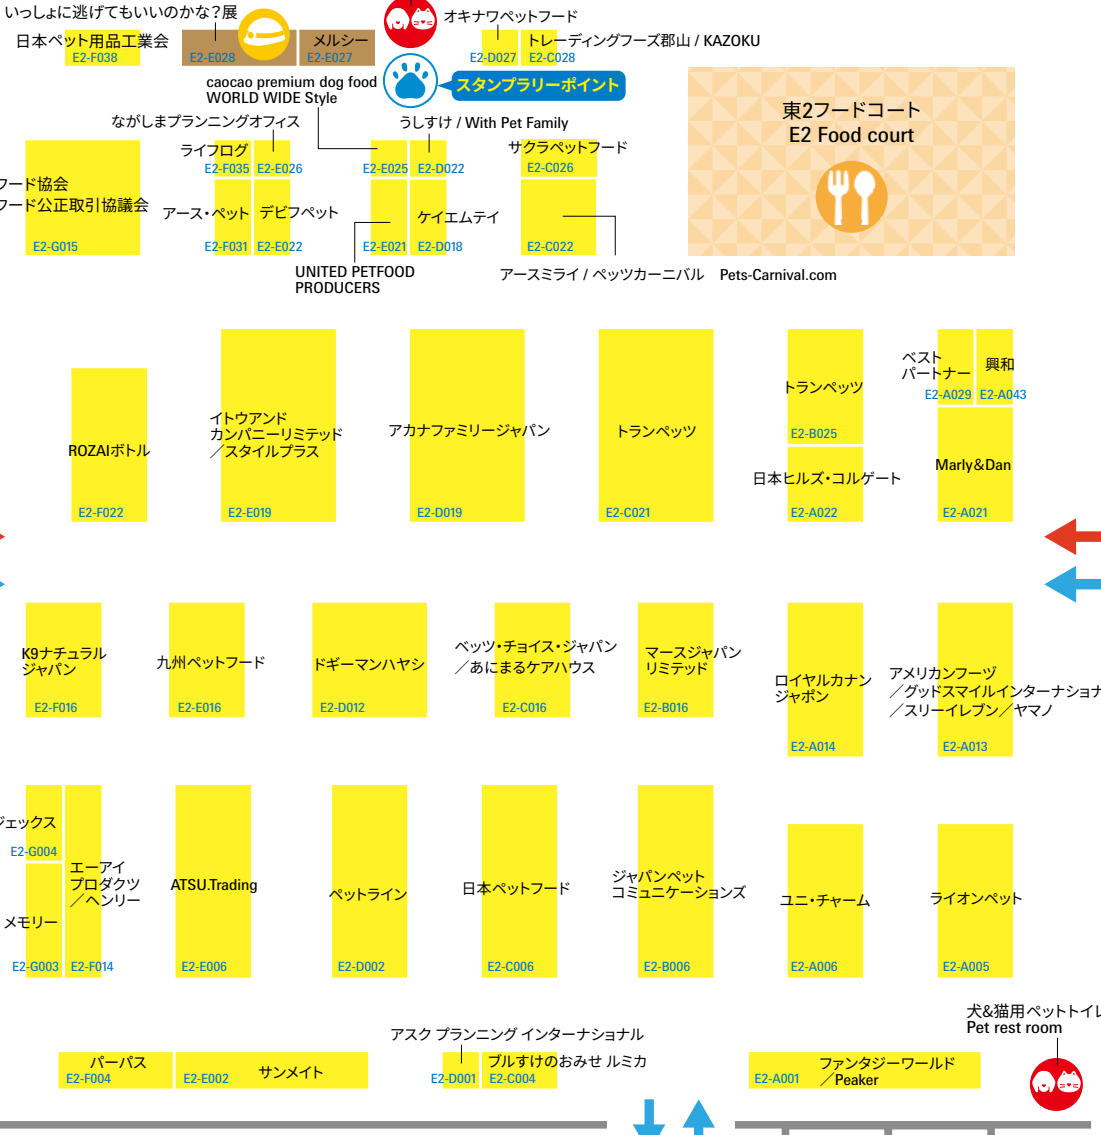 いっしょに逃げてもいいのかな?展
オキナワペットフード
日本ペット用品工業会
メルシー
トレーディングフーズ郡山 / KAZOKU
E2-F038
E2-E028
E2-E027
E2-D027
E2-C028
caocao premium dog food
WORLD WIDE Style
スタンプラリーポイント
東2フードコート
E2 Food court
ながしまプランニングオフィス
うしすけ / With Pet Family
ライフログ
サクラペットフード
E2-F035
E2-E026
E2-E025
E2-D022
E2-C026
フード協会
フード公正取引協議会
アース・ペット
デビフペット
ケイエムテイ
E2-G015
E2-F031
E2-E022
E2-E021
E2-D018
E2-C022
UNITED PETFOOD
PRODUCERS
アースミライ / ペッツカーニバル Pets-Carnival.com
ROZAIボトル
E2-F022
イトウアンド
カンパニーリミテッド
／スタイルプラス
E2-E019
アカナファミリージャパン
E2-D019
トランペッツ
E2-C021
トランペッツ
E2-B025
日本ヒルズ・コルゲート
E2-A022
ベスト
パートナー
E2-A029
興和
E2-A043
Marly&Dan
E2-A021
K9ナチュラル
ジャパン
E2-F016
九州ペットフード
E2-E016
ドギーマンハヤシ
E2-D012
ベッツ・チョイス・ジャパン
／あにまるケアハウス
E2-C016
マースジャパン
リミテッド
E2-B016
ロイヤルカナン
ジャポン
E2-A014
アメリカンフーヅ
／グッドスマイルインターナショナ
／スリーイレブン／ヤマノ
E2-A013
ジェックス
E2-G004
メモリー
E2-G003
エーアイ
プロダクツ
／ヘンリー
E2-F014
ATSU.Trading
E2-E006
ペットライン
E2-D002
日本ペットフード
E2-C006
ジャパンペット
コミュニケーションズ
E2-B006
ユニ・チャーム
E2-A006
ライオンペット
E2-A005
犬&猫用ペットトイレ
Pet rest room
アスク プランニング インターナショナル
パーパス
E2-F004
E2-E002
サンメイト
E2-D001
ブルすけのおみせ ルミカ
E2-C004
E2-A001
ファンタジーワールド
／Peaker